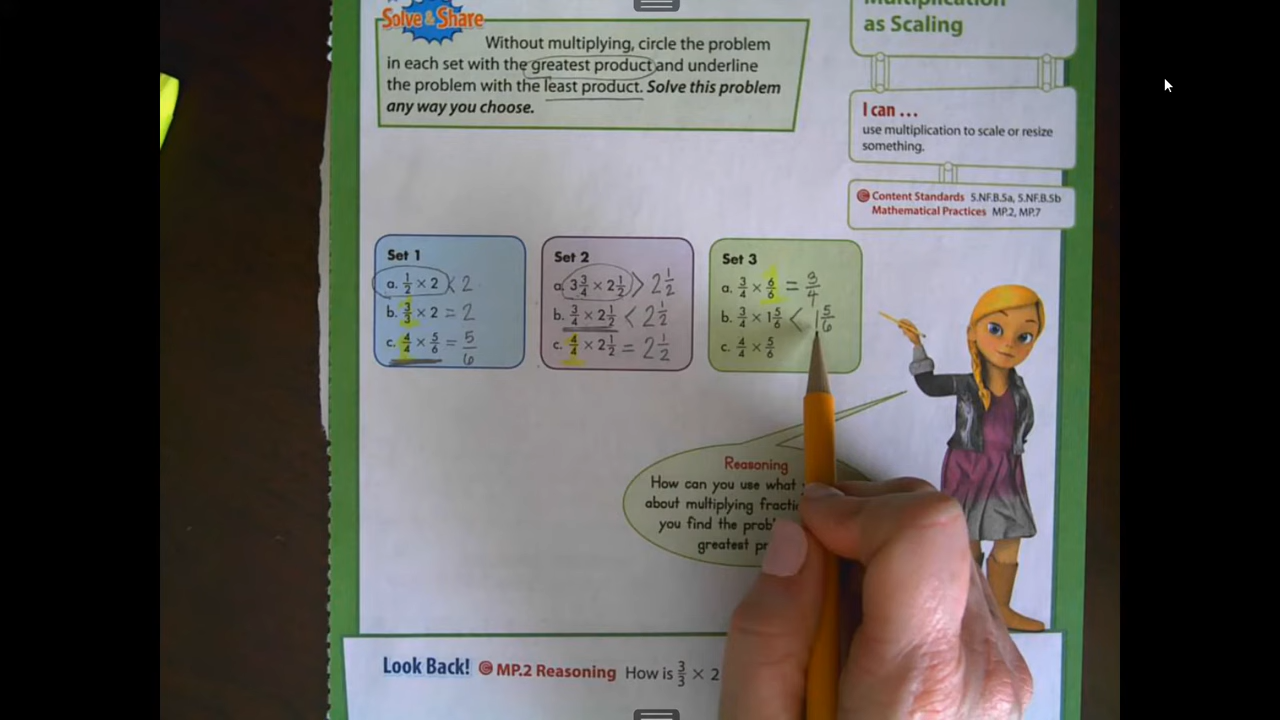 Solve & Share
Without multiplying, circle the problem
in each set with the greatest product and underline
the problem with the least product. Solve this problem
any way you choose.
Multiplication
as Scaling
I can ...
use multiplication to scale or resize
something.
Content Standards 5.NF.B.5a, 5.NF.B.5b
Mathematical Practices MP.2, MP.7
Set 1
a. 1/2 × 2 < 2
b. 3/3 × 2 = 2
c. 4/4 × 5/6 = 5/6
Set 2
a. 3 3/4 × 2 1/2 > 2 1/2
b. 3/4 × 2 1/2 < 2 1/2
c. 4/4 × 2 1/2 = 2 1/2
Set 3
a. 3/4 × 6/6 = 3/4
b. 3/4 × 1 5/6 < 1 5/6
c. 4/4 × 5/6
Reasoning
How can you use what
about multiplying
you find the
greatest
Look Back! MP.2 Reasoning How is 3/3 × 2